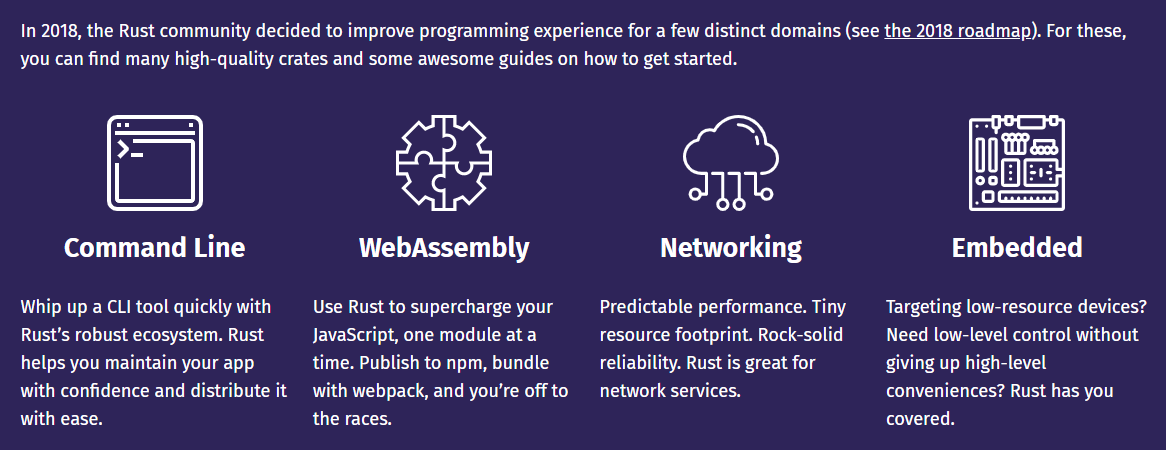 In 2018, the Rust community decided to improve programming experience for a few distinct domains (see the 2018 roadmap). For these,
you can find many high-quality crates and some awesome guides on how to get started.
Command Line
Whip up a CLI tool quickly with
Rust’s robust ecosystem. Rust
helps you maintain your app
with confidence and distribute it
with ease.
WebAssembly
Use Rust to supercharge your
JavaScript, one module at a
time. Publish to npm, bundle
with webpack, and you’re off to
the races.
Networking
Predictable performance. Tiny
resource footprint. Rock-solid
reliability. Rust is great for
network services.
Embedded
Targeting low-resource devices?
Need low-level control without
giving up high-level
conveniences? Rust has you
covered.